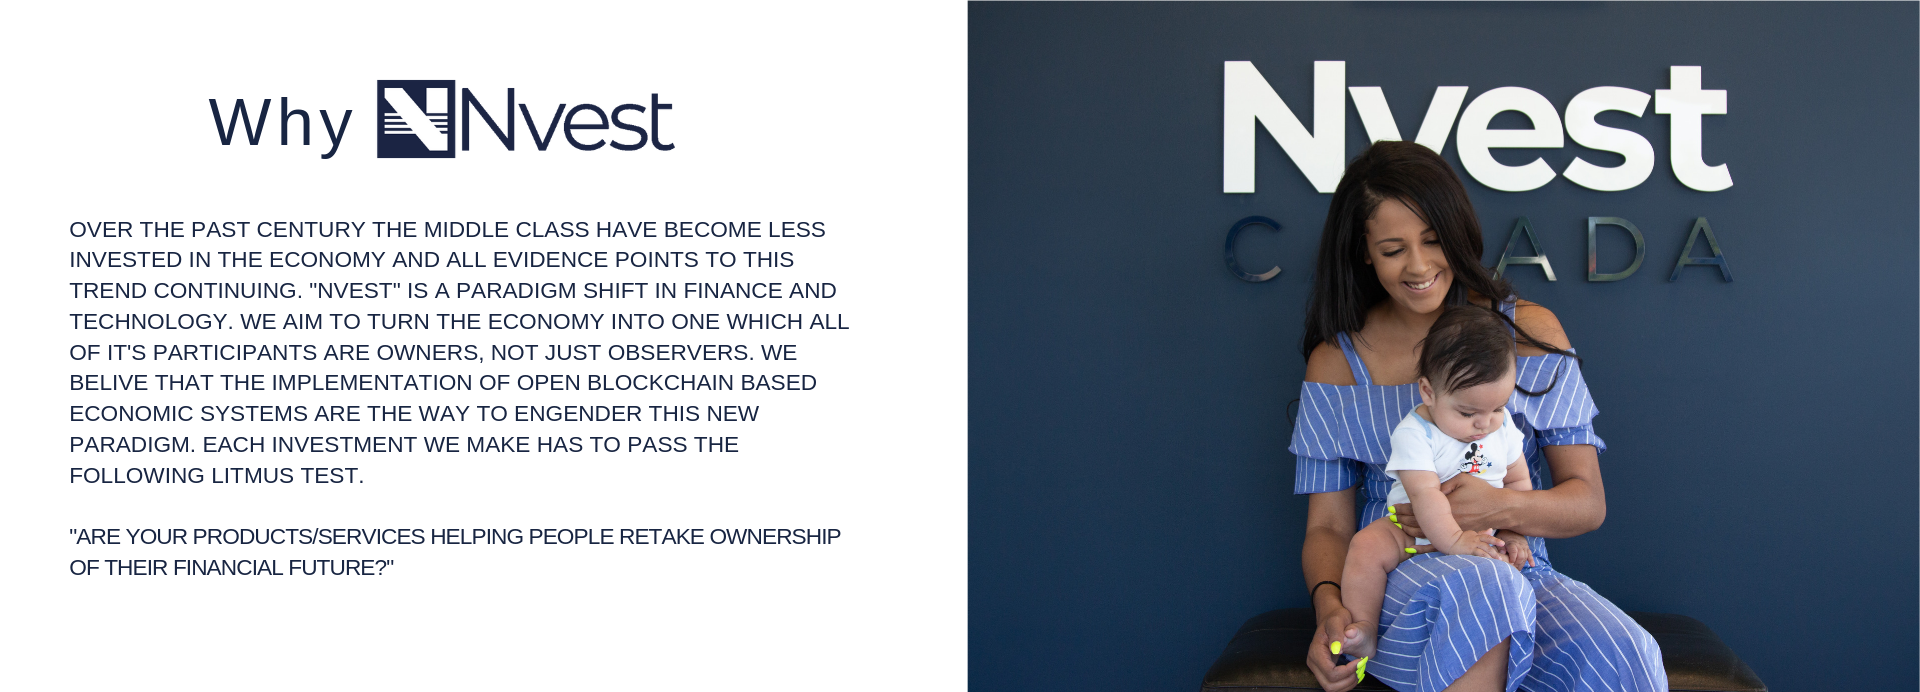 Why Nvest
OVER THE PAST CENTURY THE MIDDLE CLASS HAVE BECOME LESS
INVESTED IN THE ECONOMY AND ALL EVIDENCE POINTS TO THIS
TREND CONTINUING. "NVEST" IS A PARADIGM SHIFT IN FINANCE AND
TECHNOLOGY. WE AIM TO TURN THE ECONOMY INTO ONE WHICH ALL
OF IT'S PARTICIPANTS ARE OWNERS, NOT JUST OBSERVERS. WE
BELIVE THAT THE IMPLEMENTATION OF OPEN BLOCKCHAIN BASED
ECONOMIC SYSTEMS ARE THE WAY TO ENGENDER THIS NEW
PARADIGM. EACH INVESTMENT WE MAKE HAS TO PASS THE
FOLLOWING LITMUS TEST.
"ARE YOUR PRODUCTS/SERVICES HELPING PEOPLE RETAKE OWNERSHIP
OF THEIR FINANCIAL FUTURE?"
Nvest
CANADA